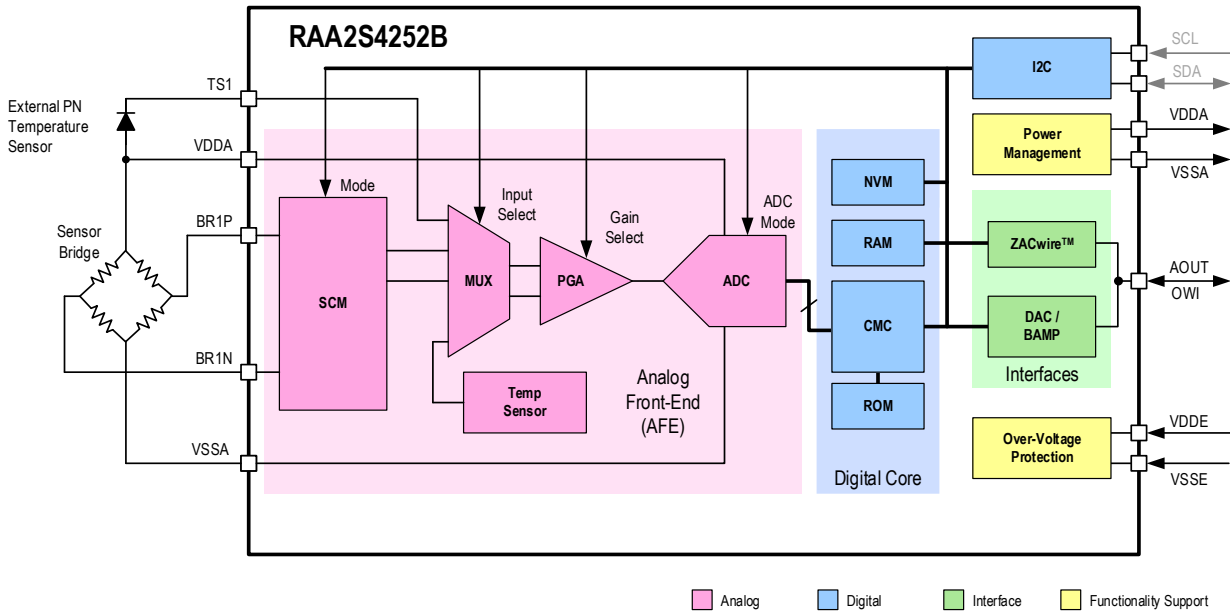 RAA2S4252B
SCL
I2C
SDA
TS1
External PN
Temperature
Sensor
VDDA
Power
Management
VDDA
VSSA
Mode
Input
Select
Gain
Select
ADC
Mode
NVM
BR1P
Sensor
Bridge
RAM
ZACwire™
SCM
MUX
PGA
ADC
CMC
AOUT
OWI
DAC /
BAMP
BR1N
Interfaces
Temp
Sensor
Analog
Front-End
(AFE)
ROM
VSSA
Over-Voltage
Protection
VDDE
VSSE
Digital Core
Analog
Digital
Interface
Functionality Support